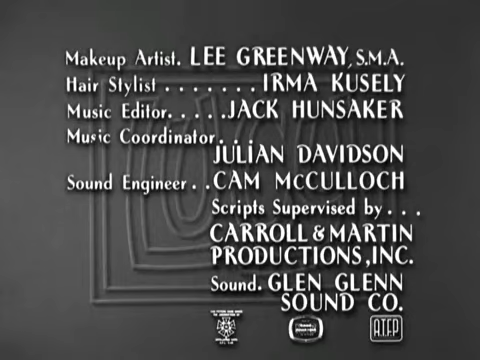 Makeup Artist. LEE GREENWAY, S.M.A.
Hair Stylist . . . . . . . IRMA KUSELY
Music Editor. . . . . JACK HUNSAKER
Music Coordinator. .
JULIAN DAVIDSON
Sound Engineer . . CAM McCULLOCH
Scripts Supervised by . . .
CARROLL & MARTIN
PRODUCTIONS, INC.
Sound. GLEN GLENN
SOUND CO.
A.T.F.P.